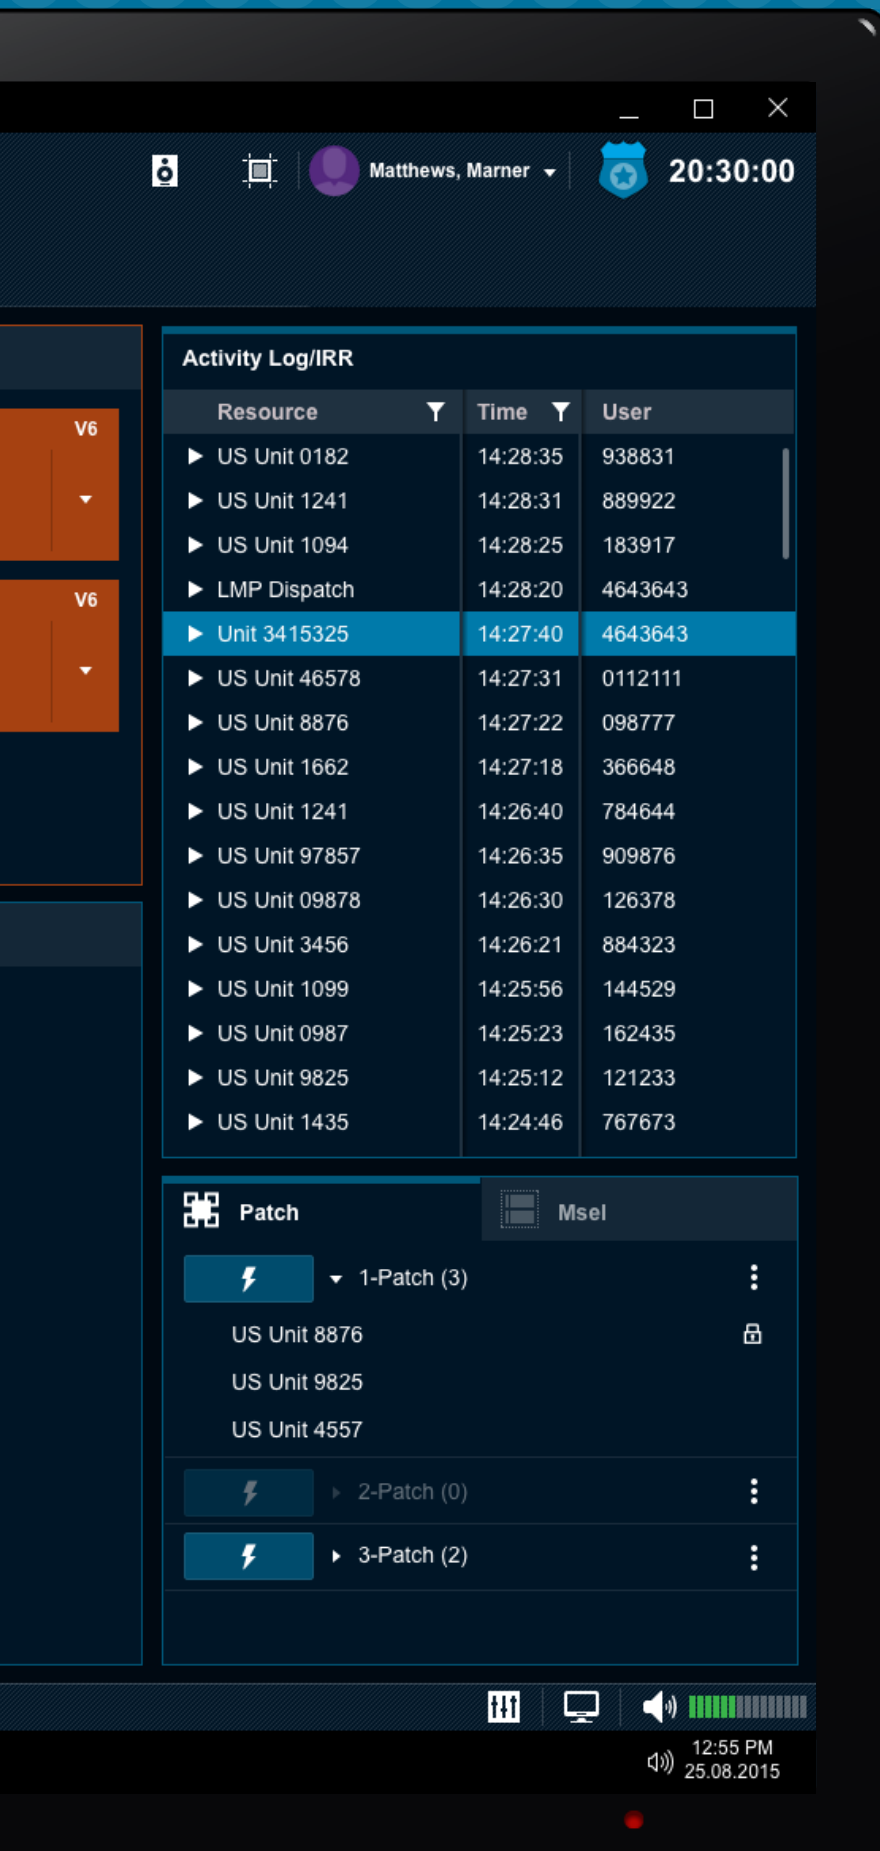 Matthews, Marner
20:30:00
V6
V6
Activity Log/IRR
Resource Time User
US Unit 0182 14:28:35 938831
US Unit 1241 14:28:31 889922
US Unit 1094 14:28:25 183917
LMP Dispatch 14:28:20 4643643
Unit 3415325 14:27:40 4643643
US Unit 46578 14:27:31 0112111
US Unit 8876 14:27:22 098777
US Unit 1662 14:27:18 366648
US Unit 1241 14:26:40 784644
US Unit 97857 14:26:35 909876
US Unit 09878 14:26:30 126378
US Unit 3456 14:26:21 884323
US Unit 1099 14:25:56 144529
US Unit 0987 14:25:23 162435
US Unit 9825 14:25:12 121233
US Unit 1435 14:24:46 767673
Patch Msel
1-Patch (3)
US Unit 8876
US Unit 9825
US Unit 4557
2-Patch (0)
3-Patch (2)
12:55 PM
25.08.2015